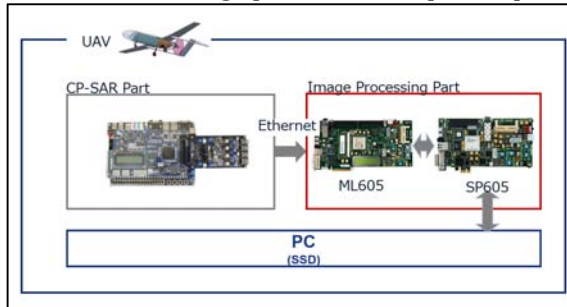 UAV
CP-SAR Part
Image Processing Part
Ethernet
ML605
SP605
PC
(SSD)